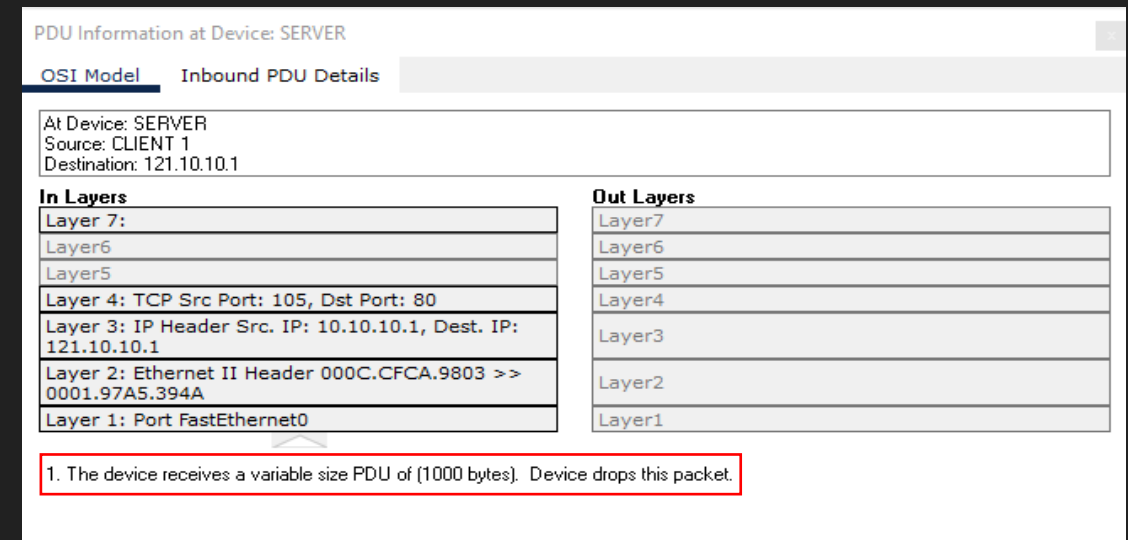 PDU Information at Device: SERVER
x
OSI Model
Inbound PDU Details
At Device: SERVER
Source: CLIENT 1
Destination: 121.10.10.1
In Layers
Layer 7:
Layer6
Layer5
Layer 4: TCP Src Port: 105, Dst Port: 80
Layer 3: IP Header Src. IP: 10.10.10.1, Dest. IP:
121.10.10.1
Layer 2: Ethernet II Header 000C.CFCA.9803 >>
0001.97A5.394A
Layer 1: Port FastEthernet0
Out Layers
Layer7
Layer6
Layer5
Layer4
Layer3
Layer2
Layer1
1. The device receives a variable size PDU of (1000 bytes).  Device drops this packet.